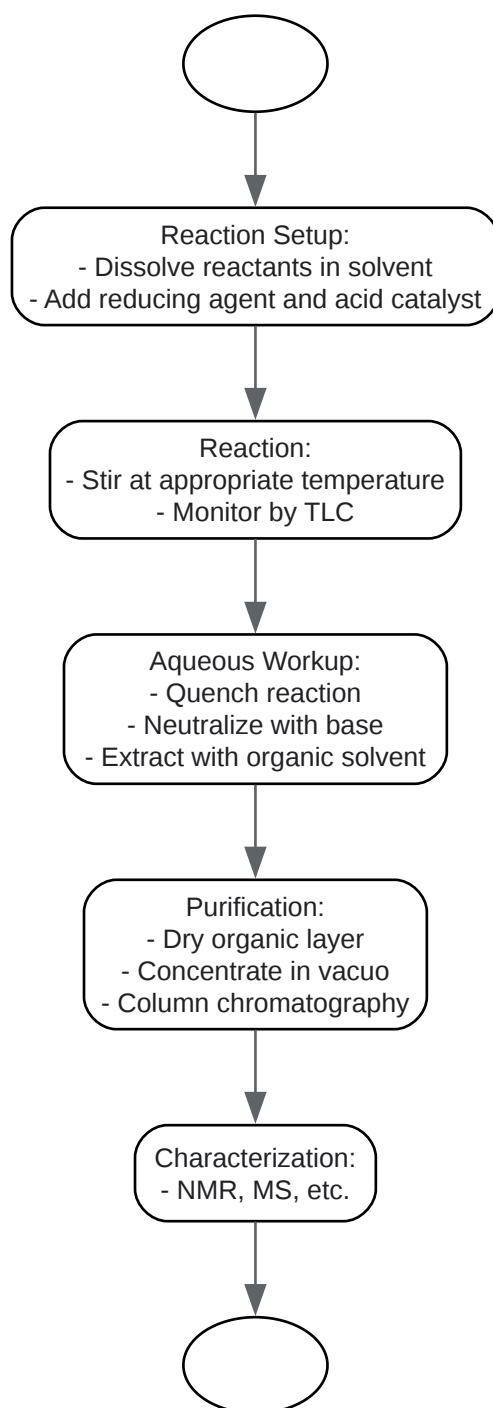 Reaction Setup:
- Dissolve reactants in solvent
- Add reducing agent and acid catalyst
Reaction:
- Stir at appropriate temperature
- Monitor by TLC
Aqueous Workup:
- Quench reaction
- Neutralize with base
- Extract with organic solvent
Purification:
- Dry organic layer
- Concentrate in vacuo
- Column chromatography
Characterization:
- NMR, MS, etc.